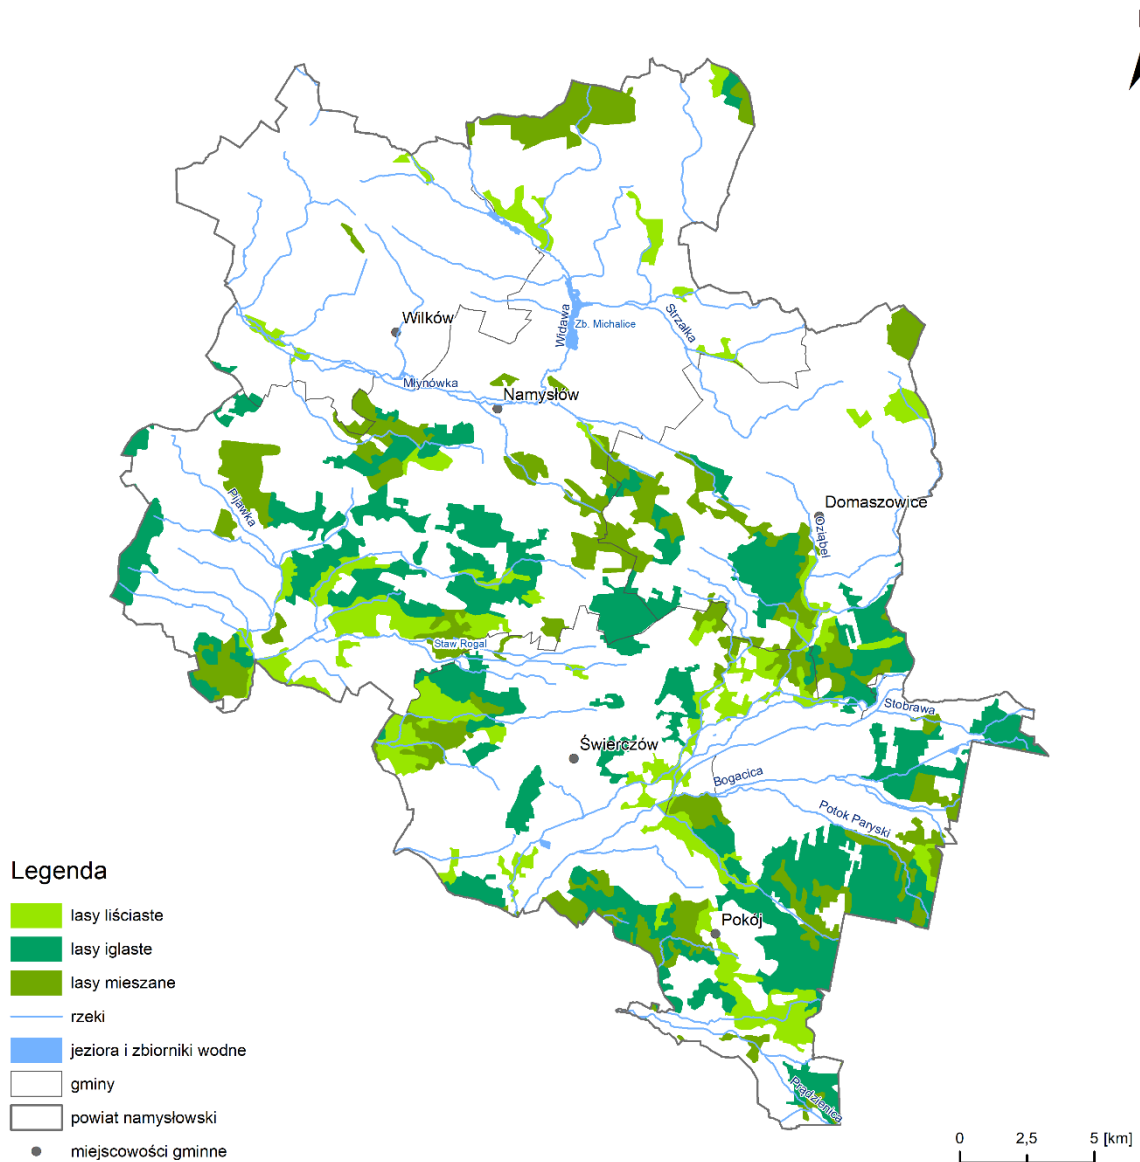 Wilków
Widawa
Zb. Michalice
Strzałka
Młynówka
Namysłów
Domaszowice
Oziąbel
Pijawka
Staw Rogal
Stobrawa
Świerczów
Bogacica
Potok Paryski
Pokój
Prądzienica
Legenda
lasy liściaste
lasy iglaste
lasy mieszane
rzeki
jeziora i zbiorniki wodne
gminy
powiat namysłowski
miejscowości gminne
0 2,5 5 [km]